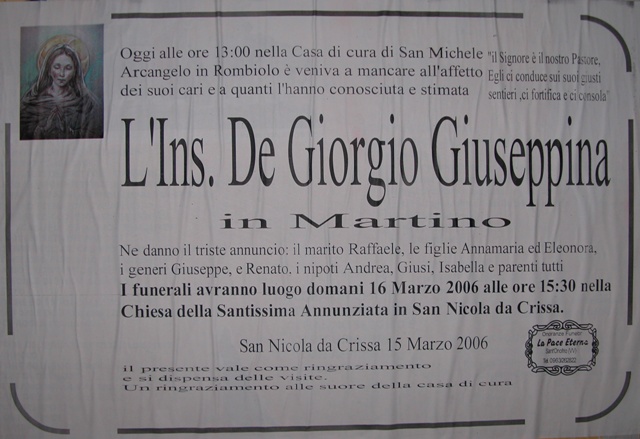 Oggi alle ore 13:00 nella Casa di cura di San Michele
Arcangelo in Rombiolo è veniva a mancare all'affetto
dei suoi cari e a quanti l'hanno conosciuta e stimata
"il Signore è il nostro Pastore,
Egli ci conduce sui suoi giusti
sentieri ,ci fortifica e ci consola"
L'Ins. De Giorgio Giuseppina
in Martino
Ne danno il triste annuncio: il marito Raffaele, le figlie Annamaria ed Eleonora,
i generi Giuseppe, e Renato, i nipoti Andrea, Giusi, Isabella e parenti tutti
I funerali avranno luogo domani 16 Marzo 2006 alle ore 15:30 nella
Chiesa della Santissima Annunziata in San Nicola da Crissa.
San Nicola da Crissa 15 Marzo 2006
il presente vale come ringraziamento
e si dispensa delle visite.
Un ringraziamento alle suore della casa di cura
Onoranze Funebri
La Pace Eterna
Sant'Onofrio (VV)